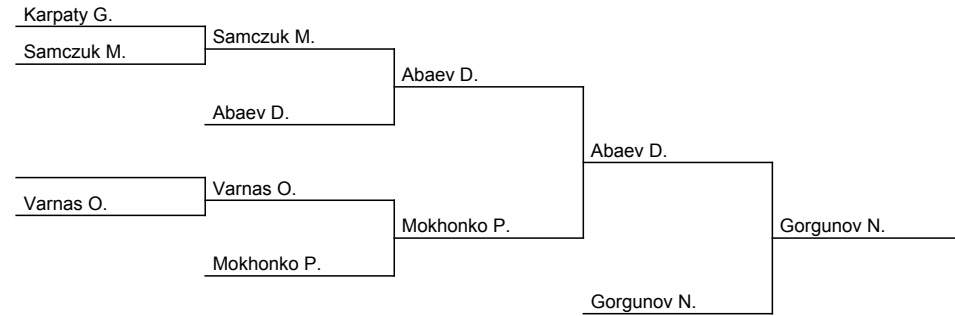 Karpaty G.
Samczuk M.
Samczuk M.
Abaev D.
Abaev D.
Abaev D.
Varnas O.
Varnas O.
Mokhonko P.
Gorgunov N.
Mokhonko P.
Gorgunov N.